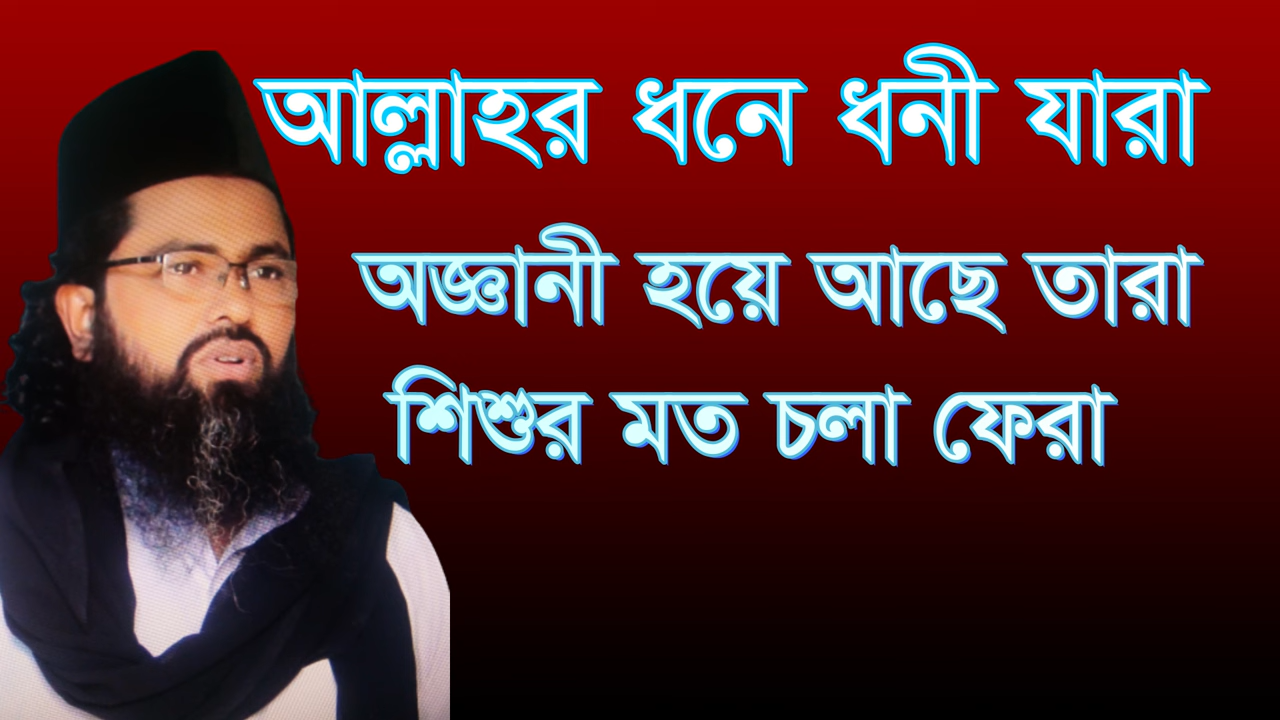 আল্লাহর ধনে ধনী যারা
অজ্ঞানী হয়ে আছে তারা
শিশুর মত চলা ফেরা